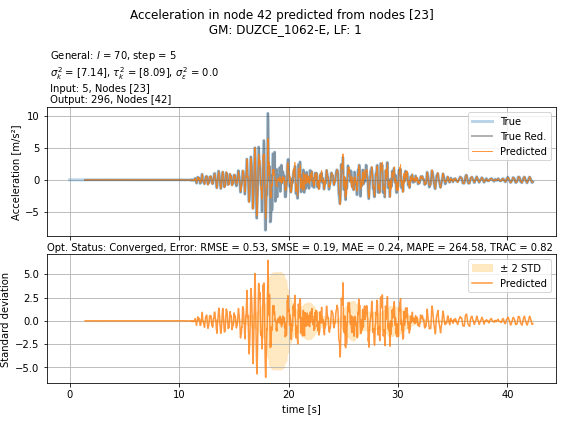 Acceleration in node 42 predicted from nodes [23]
GM: DUZCE_1062-E, LF: 1
General: l = 70, step = 5
σ²ₖ = [7.14], τ²ₖ = [8.09], σ²ₑ = 0.0
Input: 5, Nodes [23]
Output: 296, Nodes [42]
Acceleration [m/s²]
10
5
0
−5
True
True Red.
Predicted
Opt. Status: Converged, Error: RMSE = 0.53, SMSE = 0.19, MAE = 0.24, MAPE = 264.58, TRAC = 0.82
Standard deviation
5.0
2.5
0.0
−2.5
−5.0
± 2 STD
Predicted
0 10 20 30 40
time [s]